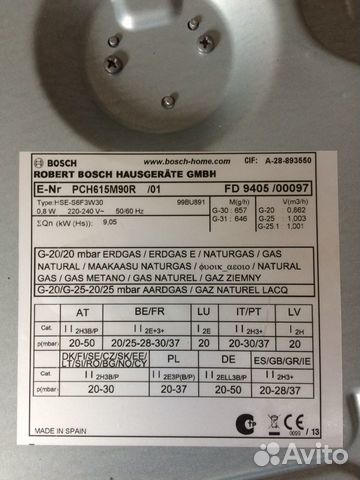 BOSCH www.bosch-home.com CIF: A-28-893550
ROBERT BOSCH HAUSGERÄTE GMBH
E-Nr PCH615M90R /01 FD 9405 /00097
Type: HSE-S6F3W30 99BU891 M(g/h) V(m3/h)
0,8 W 220-240 V~ 50/60 Hz G-30: 657 G-20: 0,862
G-31: 646 G-25: 1,003
ΣQn (kW (Hs)): 9,05 G-25.1: 1,001
G-20/20 mbar ERDGAS / ERDGAS E / NATURGAS / GAS
NATURAL / MAAKAASU NATURGAS / φυσικ_αεριο / NATURAL
GAS / GAS METANO / GAS NATUREL / GAZ ZIEMNY
G-20/G-25-20/25 mbar AARDGAS / GAZ NATUREL LACQ
AT BE/FR LU IT/PT LV
Cat. II 2H3B/P II 2E+3+ I 2E II 2H3+ I 2H
p(mbar) 20-50 20/25-28-30/37 20 20-30/37 20
DK/FI/SE/CZ/SK/EE/
LT/SI/RO/BG/NO/CY PL DE ES/GB/GR/IE
Cat. II 2H3B/P II 2E3P(B/P) II 2ELL3B/P II 2H3+
p(mbar) 20-30 20-37 20-50 20-28/37
MADE IN SPAIN 0099 / 13
Avito